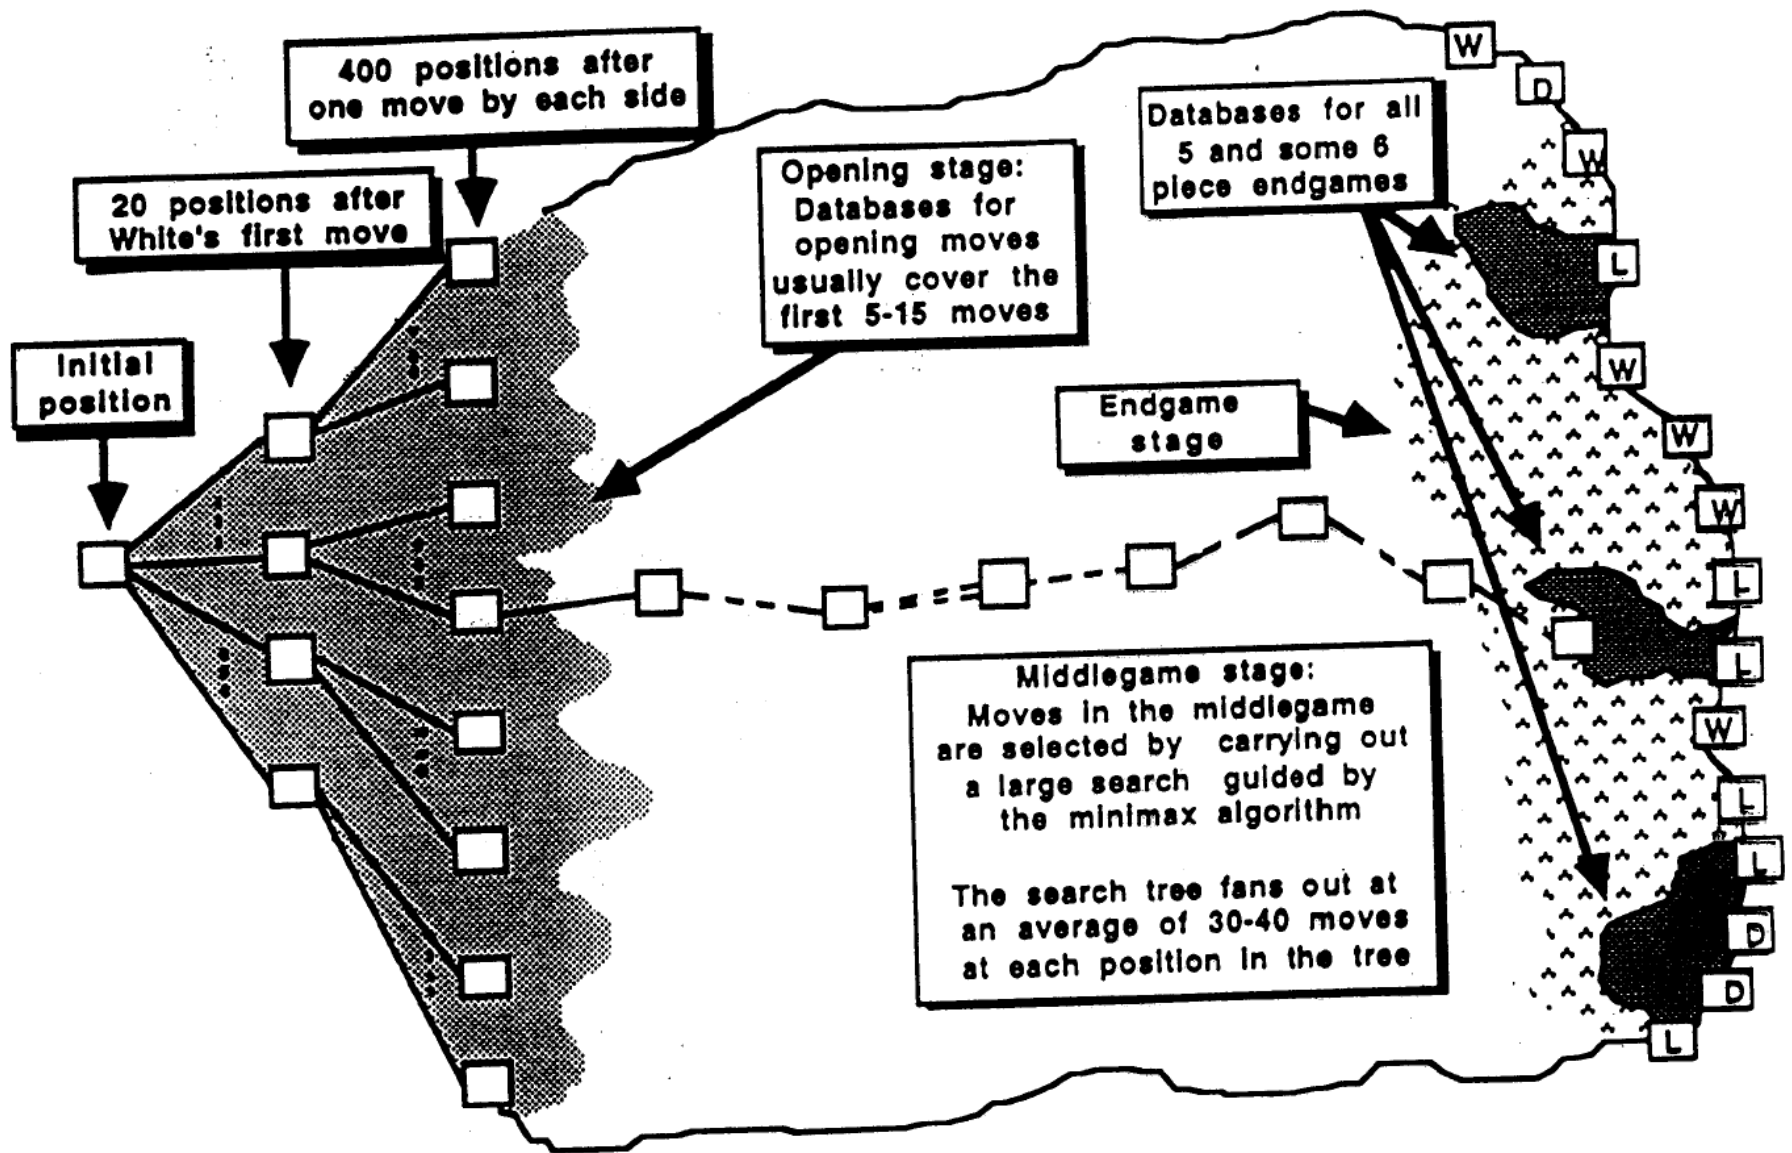 400 positions after
one move by each side
20 positions after
White's first move
Initial
position
Opening stage:
Databases for
opening moves
usually cover the
first 5-15 moves
Databases for all
5 and some 6
piece endgames
Endgame
stage
Middlegame stage:
Moves in the middlegame
are selected by carrying out
a large search guided by
the minimax algorithm
The search tree fans out at
an average of 30-40 moves
at each position in the tree
W
D
W
L
W
W
W
L
L
W
L
L
D
D
L